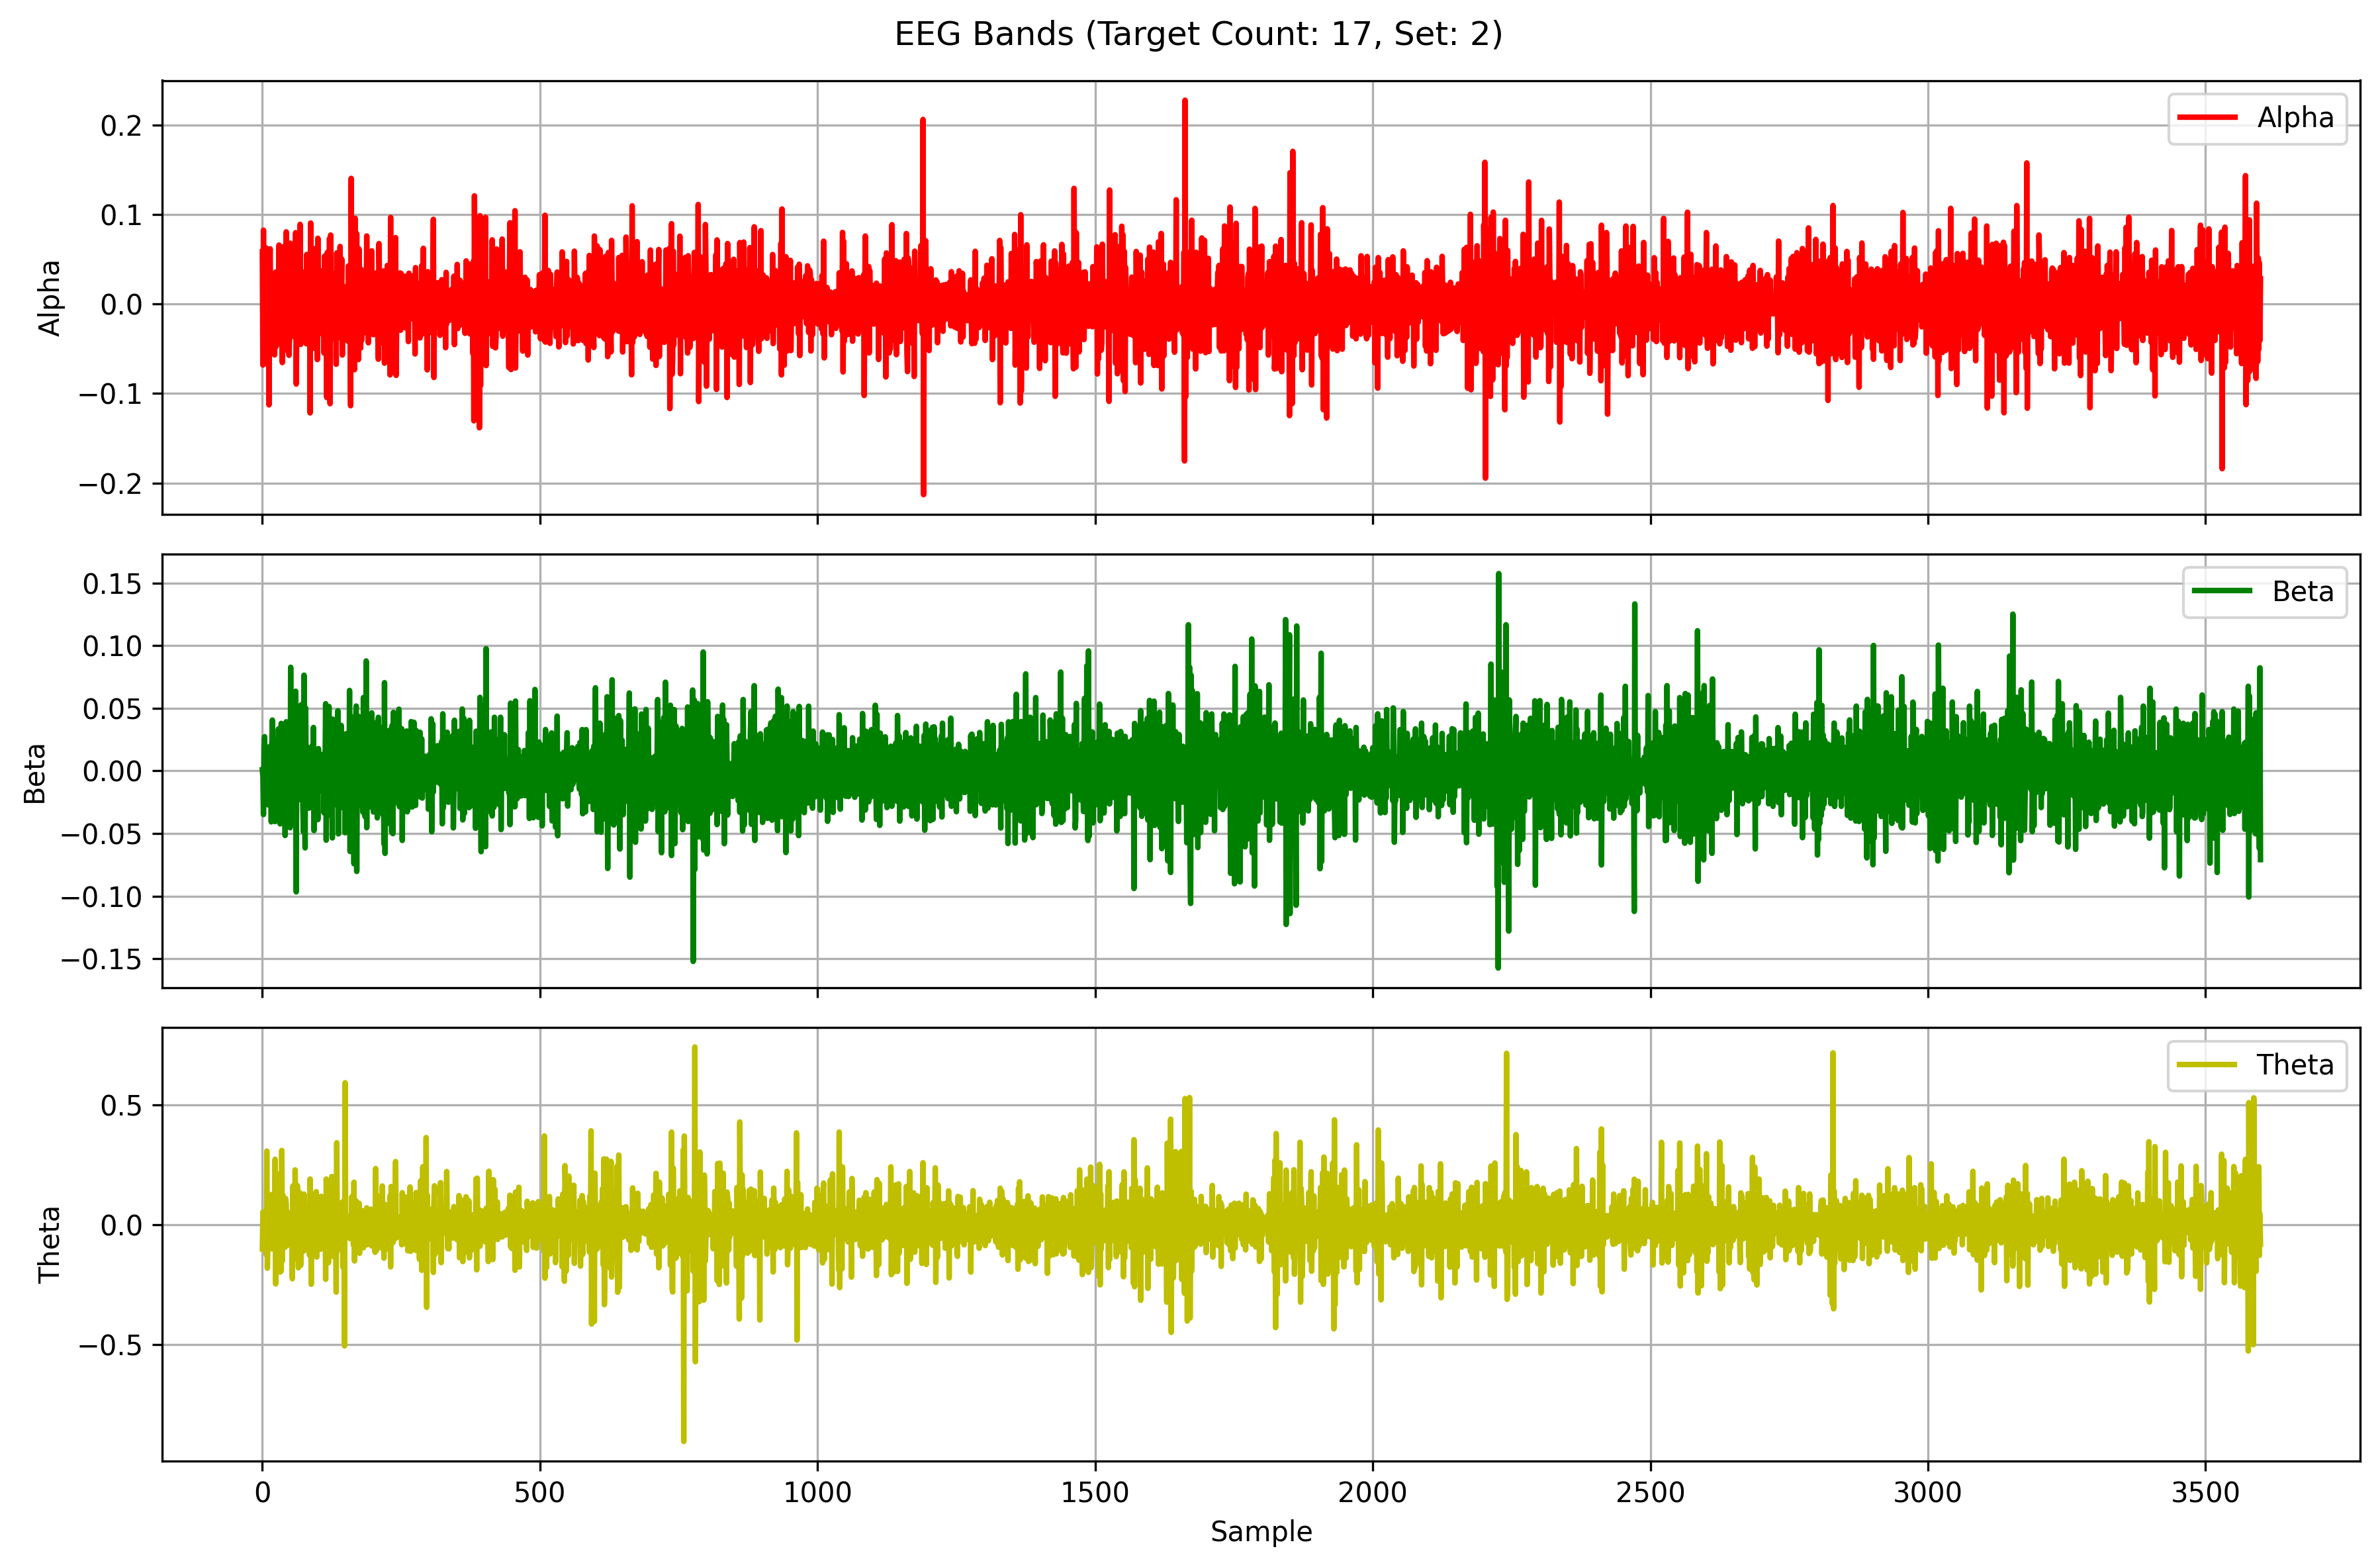 EEG Bands (Target Count: 17, Set: 2)
Alpha
0.2
0.1
0.0
−0.1
−0.2
Alpha
Beta
0.15
0.10
0.05
0.00
−0.05
−0.10
−0.15
Beta
Theta
0.5
0.0
−0.5
Theta
0 500 1000 1500 2000 2500 3000 3500
Sample